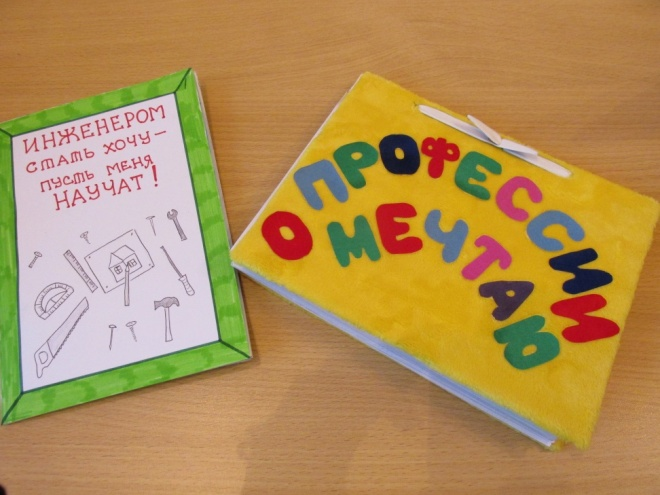 ИНЖЕНЕРОМ
СТАТЬ ХОЧУ –
ПУСТЬ МЕНЯ
НАУЧАТ!
О ПРОФЕССИИ
МЕЧТАЮ